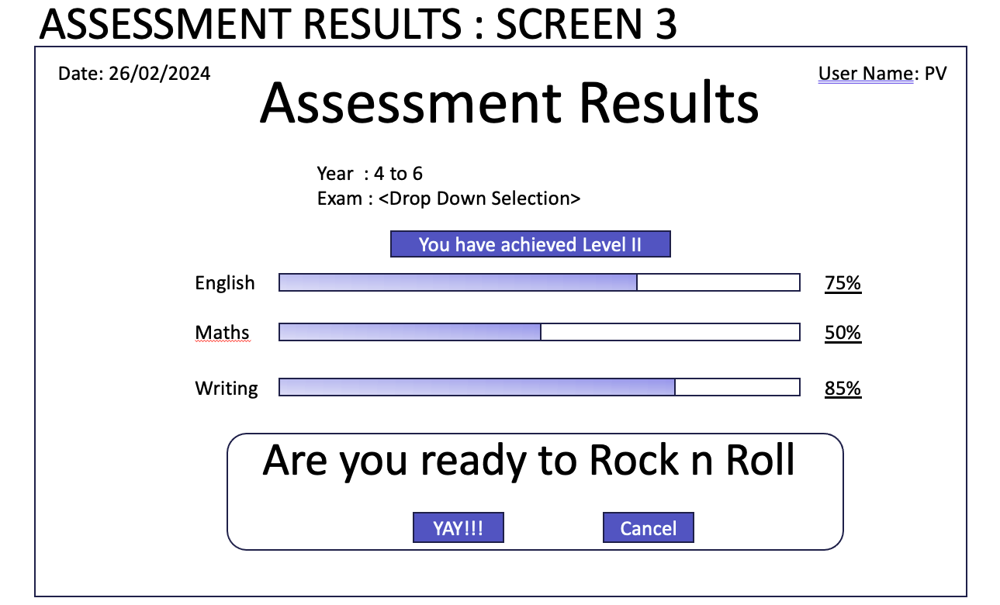 ASSESSMENT RESULTS : SCREEN 3
Date: 26/02/2024
User Name: PV
Assessment Results
Year : 4 to 6
Exam : <Drop Down Selection>
You have achieved Level II
English 75%
Maths 50%
Writing 85%
Are you ready to Rock n Roll
YAY!!! Cancel